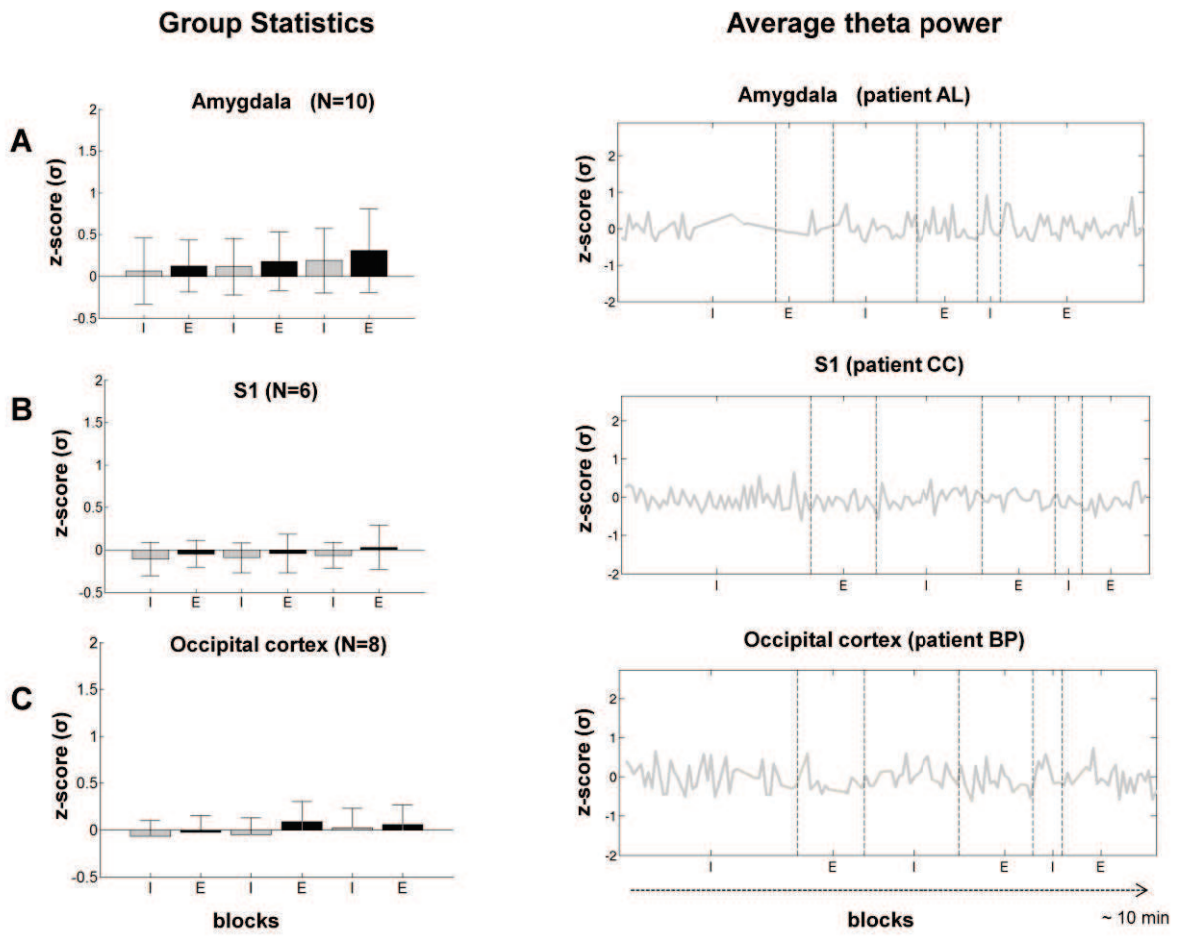 Group Statistics
Average theta power
A
Amygdala (N=10)
z-score (σ)
2
1.5
1
0.5
0
-0.5
I E I E I E
Amygdala (patient AL)
z-score (σ)
2
1
0
-1
-2
I E I E I E
B
S1 (N=6)
z-score (σ)
2
1.5
1
0.5
0
-0.5
I E I E I E
S1 (patient CC)
z-score (σ)
2
1
0
-1
-2
I E I E I E
C
Occipital cortex (N=8)
z-score (σ)
2
1.5
1
0.5
0
-0.5
I E I E I E
blocks
Occipital cortex (patient BP)
z-score (σ)
2
1
0
-1
-2
I E I E I E
blocks
~ 10 min